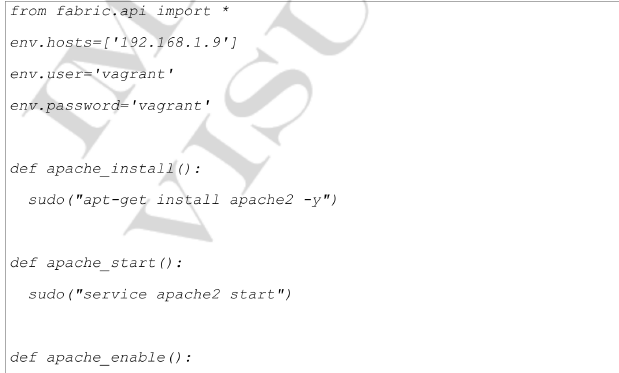 from fabric.api import *
env.hosts=['192.168.1.9']
env.user='vagrant'
env.password='vagrant'
def apache_install():
  sudo("apt-get install apache2 -y")
def apache_start():
  sudo("service apache2 start")
def apache_enable():